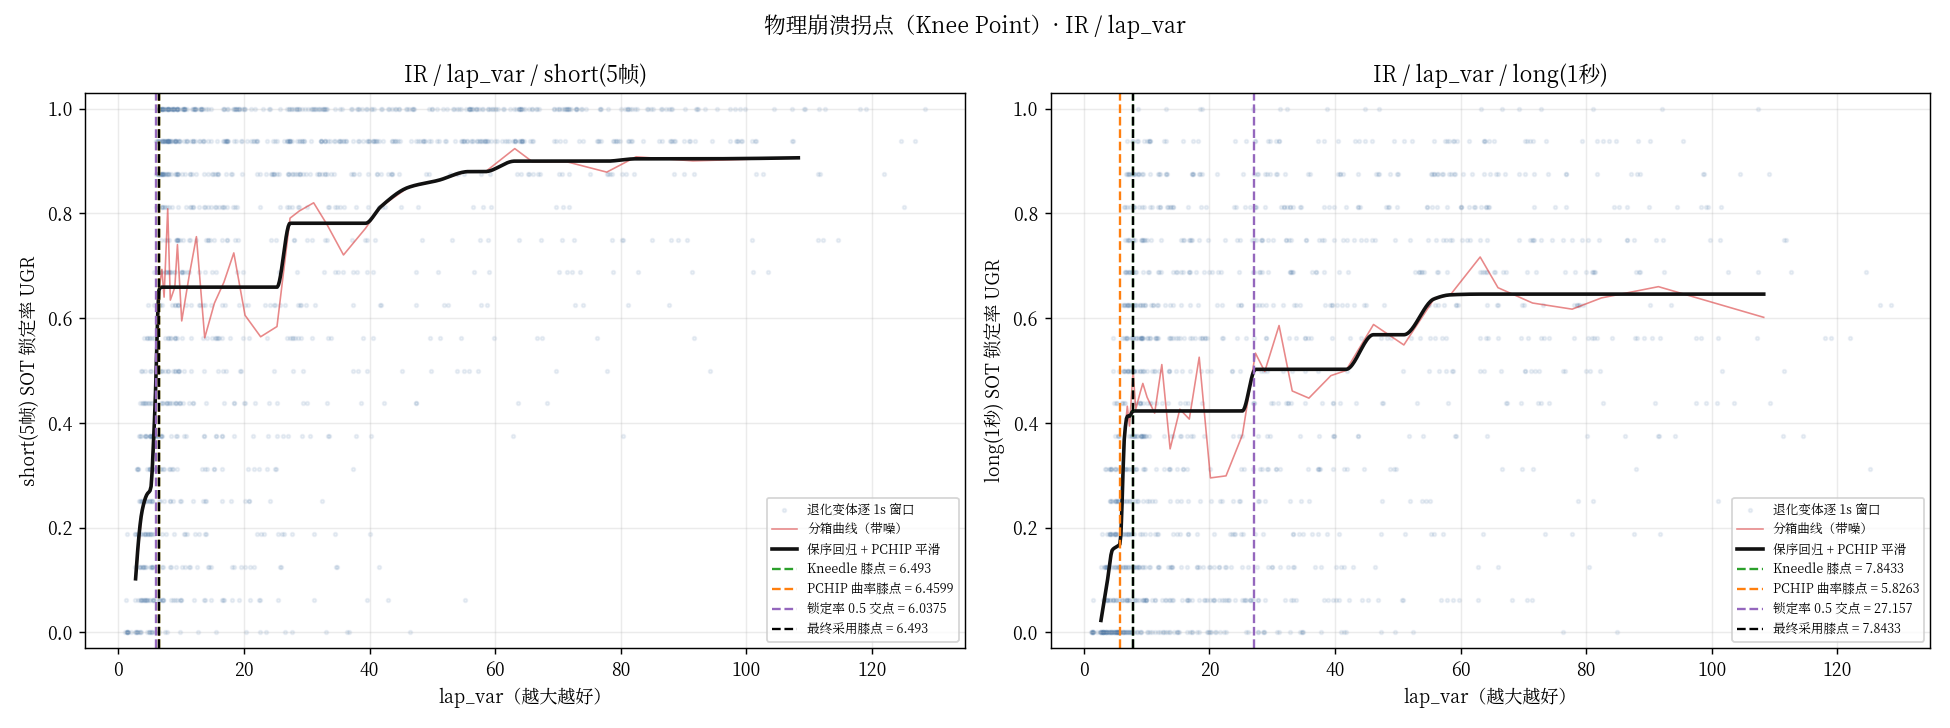 物理崩溃拐点（Knee Point）· IR / lap_var
IR / lap_var / short(5帧)
short(5帧) SOT 锁定率 UGR
1.0
0.8
0.6
0.4
0.2
0.0
0 20 40 60 80 100 120
lap_var（越大越好）
退化变体逐 1s 窗口
分箱曲线（带噪）
保序回归 + PCHIP 平滑
Kneedle 膝点 = 6.493
PCHIP 曲率膝点 = 6.4599
锁定率 0.5 交点 = 6.0375
最终采用膝点 = 6.493
IR / lap_var / long(1秒)
long(1秒) SOT 锁定率 UGR
1.0
0.8
0.6
0.4
0.2
0.0
0 20 40 60 80 100 120
lap_var（越大越好）
退化变体逐 1s 窗口
分箱曲线（带噪）
保序回归 + PCHIP 平滑
Kneedle 膝点 = 7.8433
PCHIP 曲率膝点 = 5.8263
锁定率 0.5 交点 = 27.157
最终采用膝点 = 7.8433